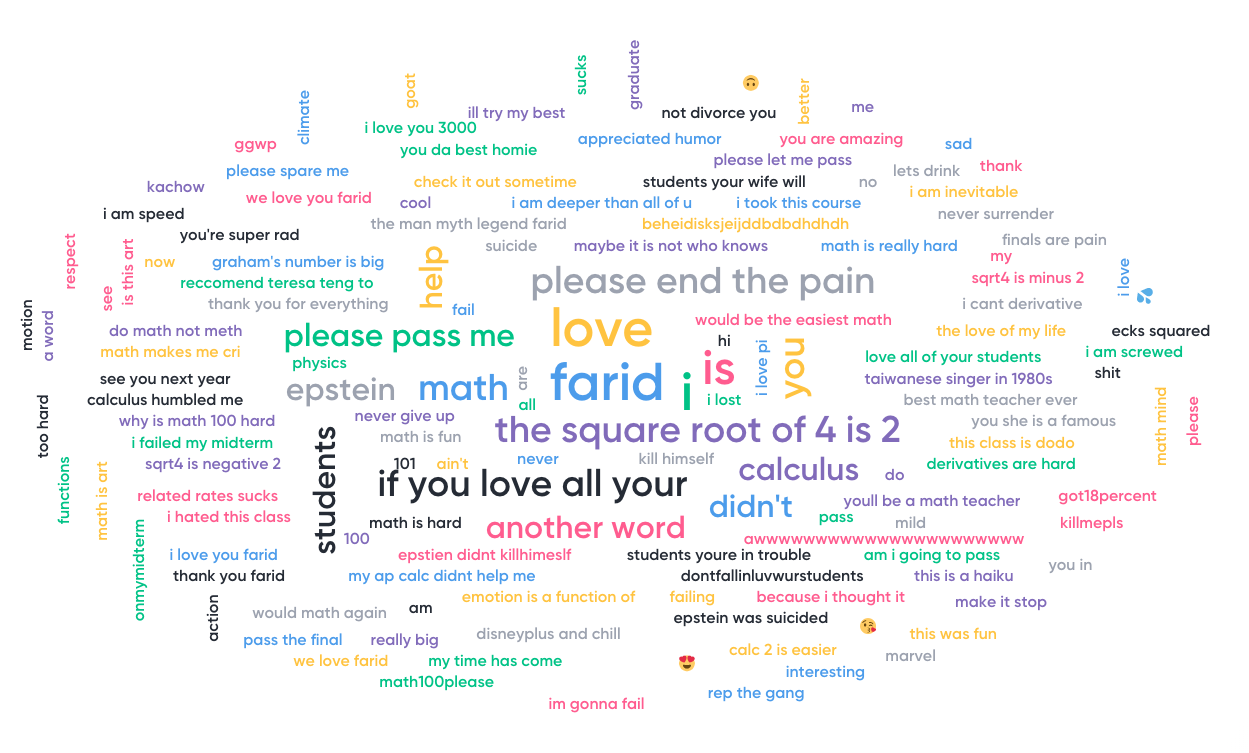 sucks
graduate
goat
climate
better
ill try my best
not divorce you
me
i love you 3000
appreciated humor
you are amazing
ggwp
you da best homie
sad
please let me pass
thank
please spare me
lets drink
kachow
we love you farid
check it out sometime
students your wife will
no
i am inevitable
cool
i am deeper than all of u
i took this course
i am speed
the man myth legend farid
beheidisksjeijddbdbdhdhdh
never surrender
respect
you're super rad
suicide
maybe it is not who knows
math is really hard
finals are pain
my
see
is this art
now
graham's number is big
help
please end the pain
sqrt4 is minus 2
i love
reccomend teresa teng to
thank you for everything
fail
i cant derivative
motion
a word
do math not meth
please pass me
love
would be the easiest math
the love of my life
ecks squared
math makes me cri
hi
love all of your students
i am screwed
physics
i love pi
you
is
see you next year
epstein
math
are
farid
i
taiwanese singer in 1980s
shit
calculus humbled me
all
i lost
best math teacher ever
too hard
why is math 100 hard
never give up
the square root of 4 is 2
you she is a famous
math mind
please
i failed my midterm
students
math is fun
this class is dodo
sqrt4 is negative 2
101
ain't
never
kill himself
calculus
do
derivatives are hard
functions
math is art
related rates sucks
if you love all your
didn't
youll be a math teacher
got18percent
i hated this class
100
math is hard
another word
pass
mild
killmepls
awwwwwwwwwwwwwwwwwwwwww
onmymidterm
i love you farid
epstien didnt killhimeslf
students youre in trouble
am i going to pass
you in
thank you farid
my ap calc didnt help me
dontfallinluvwurstudents
this is a haiku
action
would math again
am
emotion is a function of
failing
because i thought it
make it stop
epstein was suicided
pass the final
really big
disneyplus and chill
this was fun
calc 2 is easier
marvel
we love farid
my time has come
interesting
math100please
rep the gang
im gonna fail